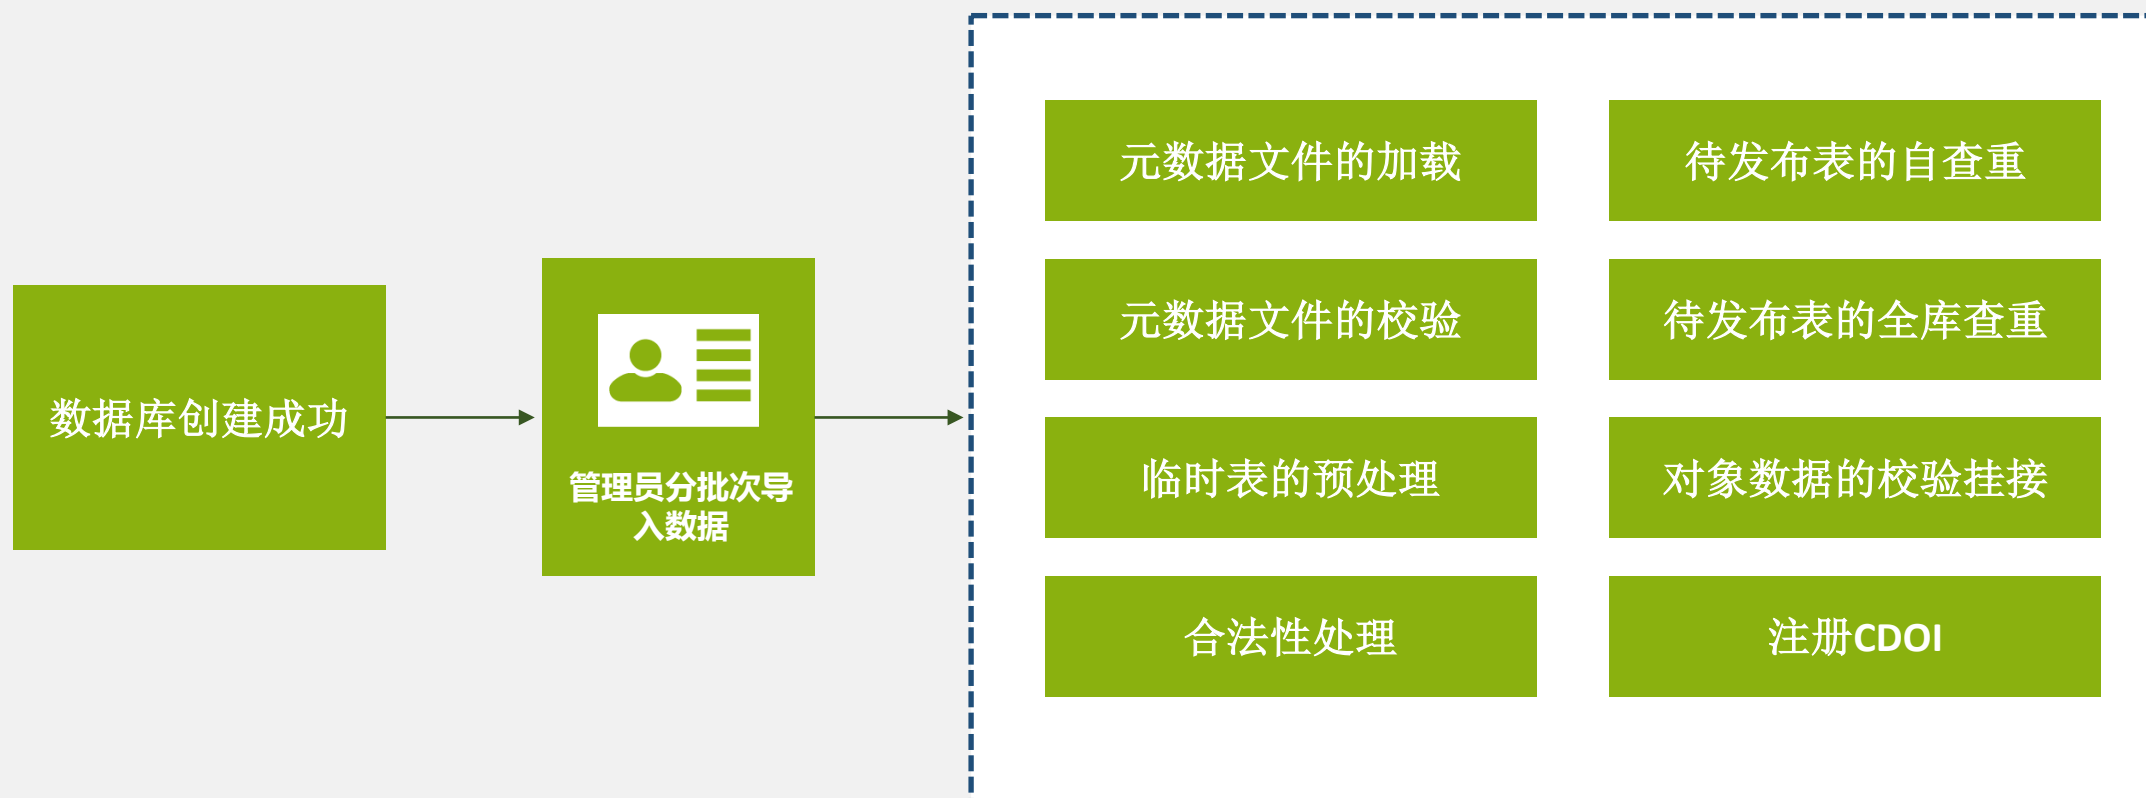 数据库创建成功
管理员分批次导
入数据
元数据文件的加载
元数据文件的校验
临时表的预处理
合法性处理
待发布表的自查重
待发布表的全库查重
对象数据的校验挂接
注册CDOI